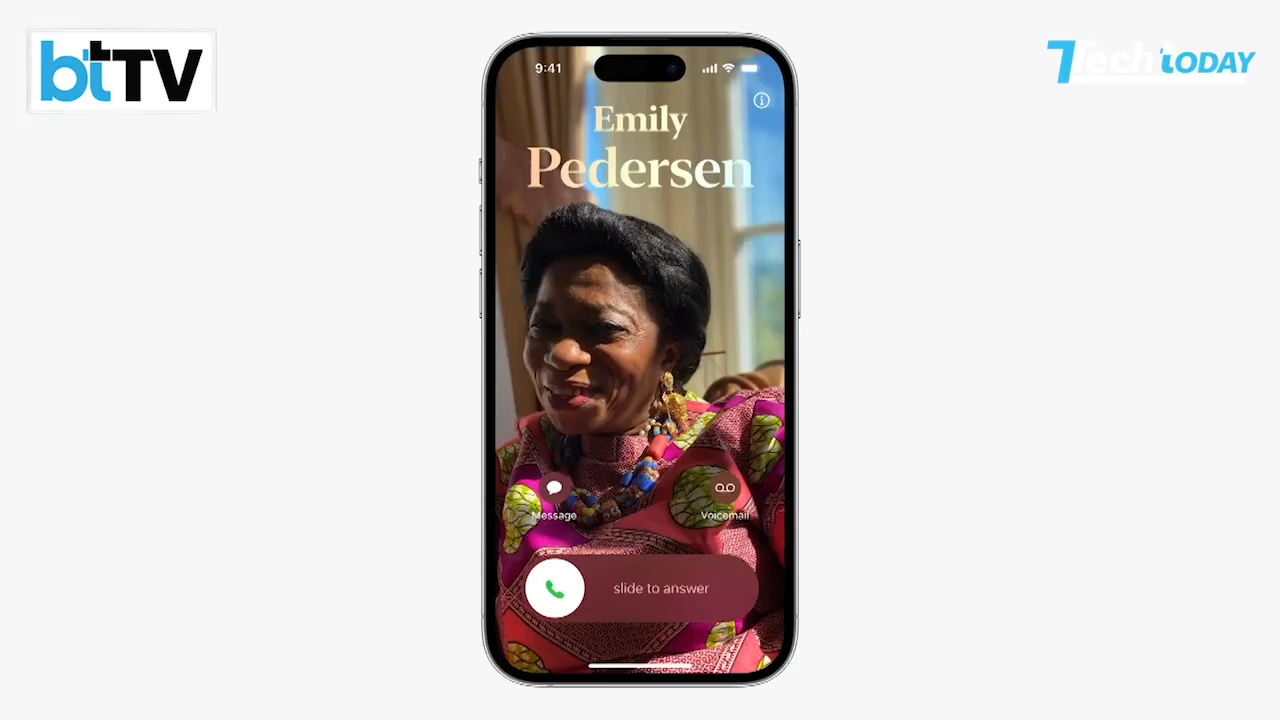 btTV
Tech today
9:41
Emily
Pedersen
Message
Voicemail
slide to answer